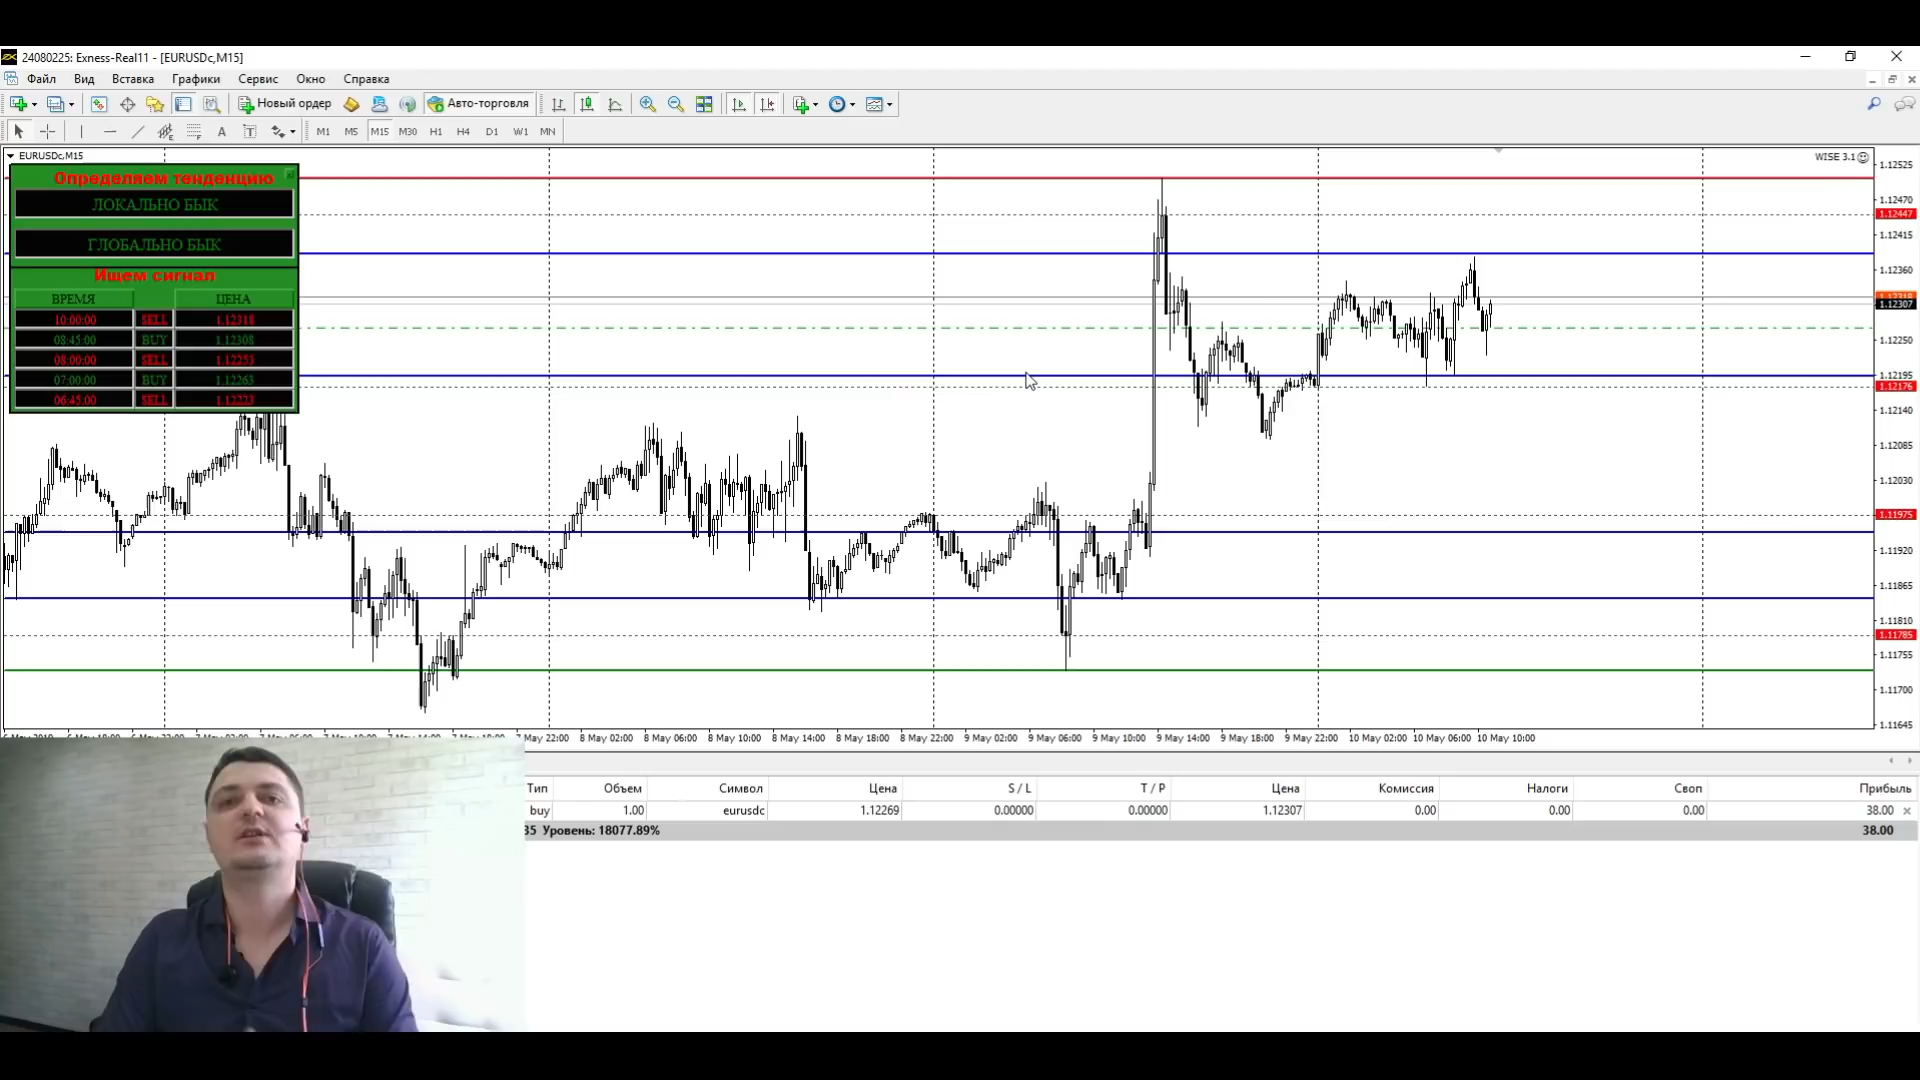 24080225: Exness-Real11 - [EURUSDc,M15]
Файл Вид Вставка Графики Сервис Окно Справка
Новый ордер Авто-торговля
A T M1 M5 M15 M30 H1 H4 D1 W1 MN
EURUSDc,M15
WISE 3.1
Определяем тенденцию
ЛОКАЛЬНО БЫК
ГЛОБАЛЬНО БЫК
Ищем сигнал
ВРЕМЯ ЦЕНА
10:00:00 SELL 1.12318
08:45:00 BUY 1.12308
08:00:00 SELL 1.12253
07:00:00 BUY 1.12263
06:45:00 SELL 1.12223
1.12525
1.12470
1.12447
1.12415
1.12360
1.12307
1.12250
1.12195
1.12176
1.12140
1.12085
1.12030
1.11975
1.11920
1.11865
1.11810
1.11785
1.11755
1.11700
1.11645
May 22:00 8 May 02:00 8 May 06:00 8 May 10:00 8 May 14:00 8 May 18:00 8 May 22:00 9 May 02:00 9 May 06:00 9 May 10:00 9 May 14:00 9 May 18:00 9 May 22:00 10 May 02:00 10 May 06:00 10 May 10:00
Тип Объем Символ Цена S / L T / P Цена Комиссия Налоги Своп Прибыль
buy 1.00 eurusdc 1.12269 0.00000 0.00000 1.12307 0.00 0.00 0.00 38.00
35 Уровень: 18077.89% 38.00